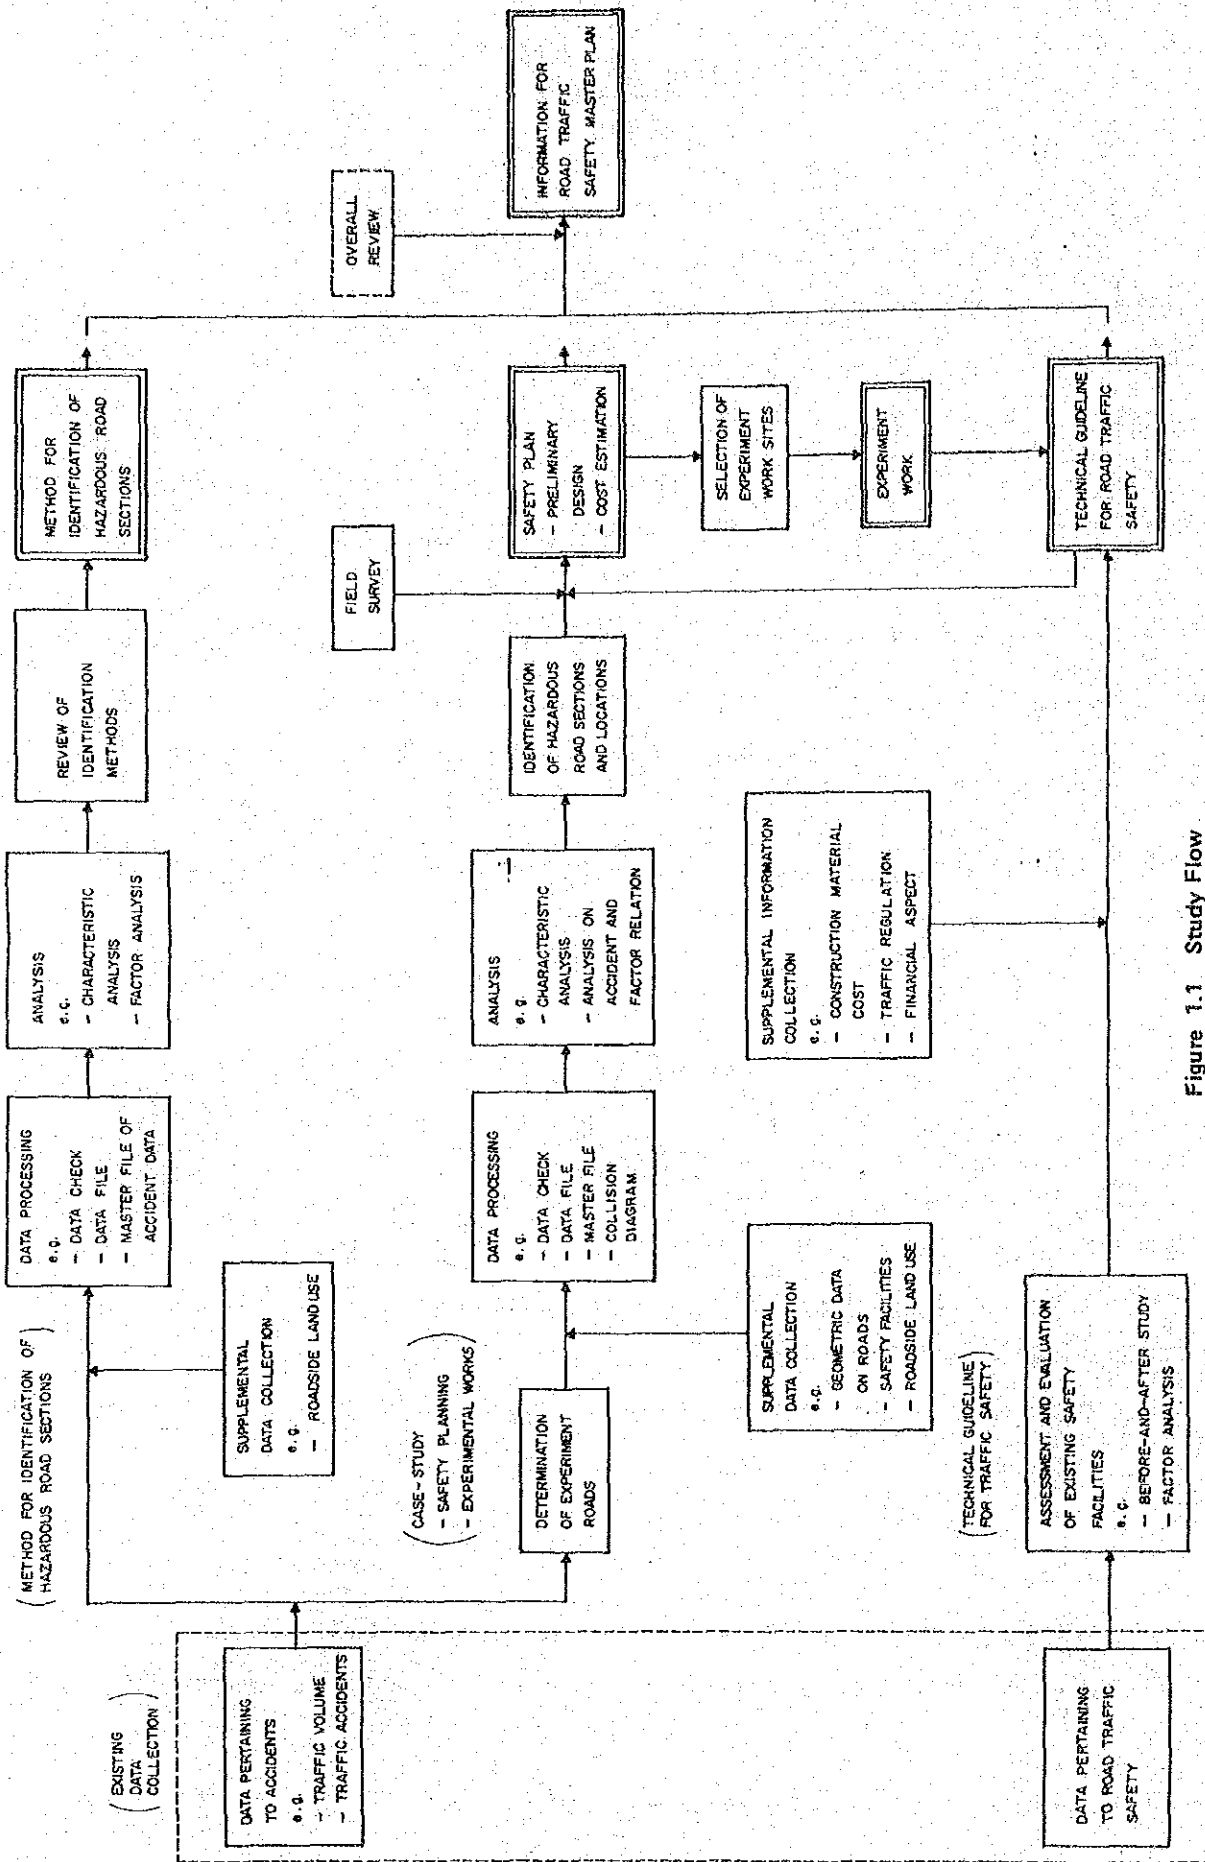 (EXISTING
DATA
COLLECTION)
DATA PERTAINING
TO ACCIDENTS
e.g.
- TRAFFIC VOLUME
- TRAFFIC ACCIDENTS
DATA PERTAINING
TO ROAD TRAFFIC
SAFETY
(METHOD FOR IDENTIFICATION OF
HAZARDOUS ROAD SECTIONS)
SUPPLEMENTAL
DATA COLLECTION
e.g.
- ROADSIDE LAND USE
DATA PROCESSING
e.g.
- DATA CHECK
- DATA FILE
- MASTER FILE OF
ACCIDENT DATA
ANALYSIS
e.g.
- CHARACTERISTIC
ANALYSIS
- FACTOR ANALYSIS
REVIEW OF
IDENTIFICATION
METHODS
METHOD FOR
IDENTIFICATION OF
HAZARDOUS ROAD
SECTIONS
(CASE-STUDY
- SAFETY PLANNING
- EXPERIMENTAL WORKS)
DETERMINATION
OF EXPERIMENT
ROADS
SUPPLEMENTAL
DATA COLLECTION
e.g.
- GEOMETRIC DATA
ON ROADS
- SAFETY FACILITIES
- ROADSIDE LAND USE
DATA PROCESSING
e.g.
- DATA CHECK
- DATA FILE
- MASTER FILE
- COLLISION
DIAGRAM
ANALYSIS
e.g.
- CHARACTERISTIC
ANALYSIS
- ANALYSIS ON
ACCIDENT AND
FACTOR RELATION
IDENTIFICATION
OF HAZARDOUS
ROAD SECTIONS
AND LOCATIONS
FIELD
SURVEY
SAFETY PLAN
- PRELIMINARY
DESIGN
- COST ESTIMATION
SELECTION OF
EXPERIMENT
WORK SITES
EXPERIMENT
WORK
OVERALL
REVIEW
INFORMATION FOR
ROAD TRAFFIC
SAFETY MASTER PLAN
(TECHNICAL GUIDELINE
FOR TRAFFIC SAFETY)
ASSESSMENT AND EVALUATION
OF EXISTING SAFETY
FACILITIES
e.g.
- BEFORE-AND-AFTER STUDY
- FACTOR ANALYSIS
SUPPLEMENTAL INFORMATION
COLLECTION
e.g.
- CONSTRUCTION MATERIAL
COST
- TRAFFIC REGULATION
- FINANCIAL ASPECT
TECHNICAL GUIDELINE
FOR ROAD TRAFFIC
SAFETY
Figure 1.1 Study Flow